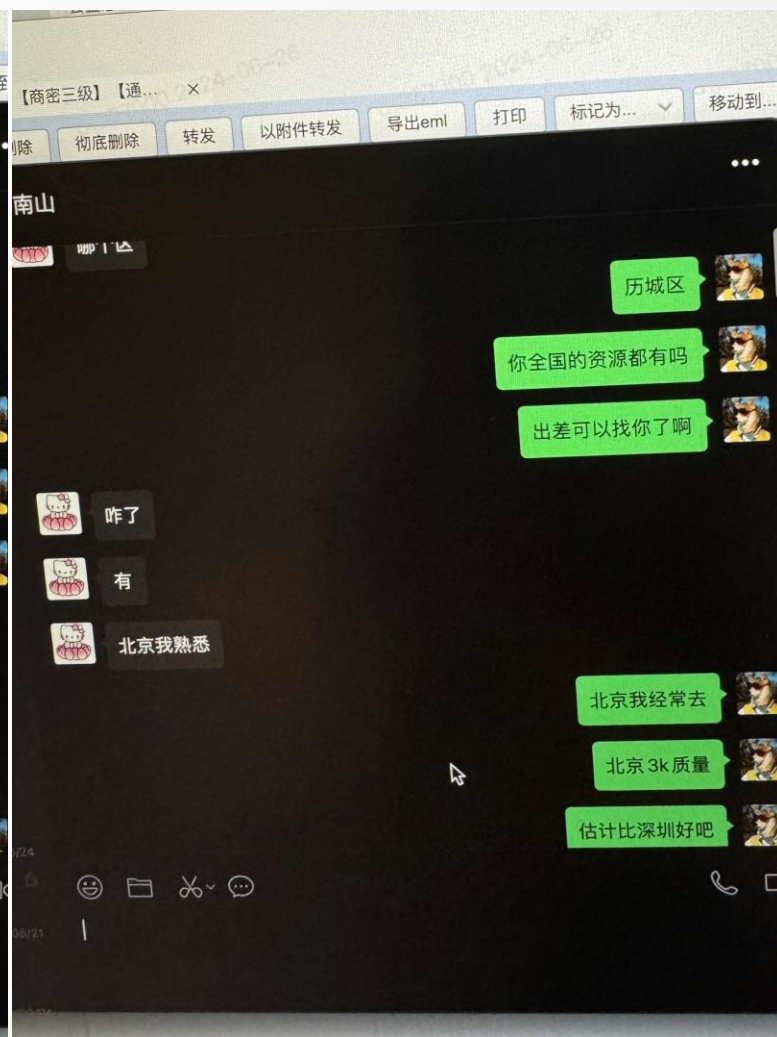 【商密三级】【通...
×
除
彻底删除
转发
以附件转发
导出eml
打印
标记为...
移动到...
南山
哪个区
历城区
你全国的资源都有吗
出差可以找你了啊
咋了
有
北京我熟悉
北京我经常去
北京3k质量
估计比深圳好吧
/24
08/21